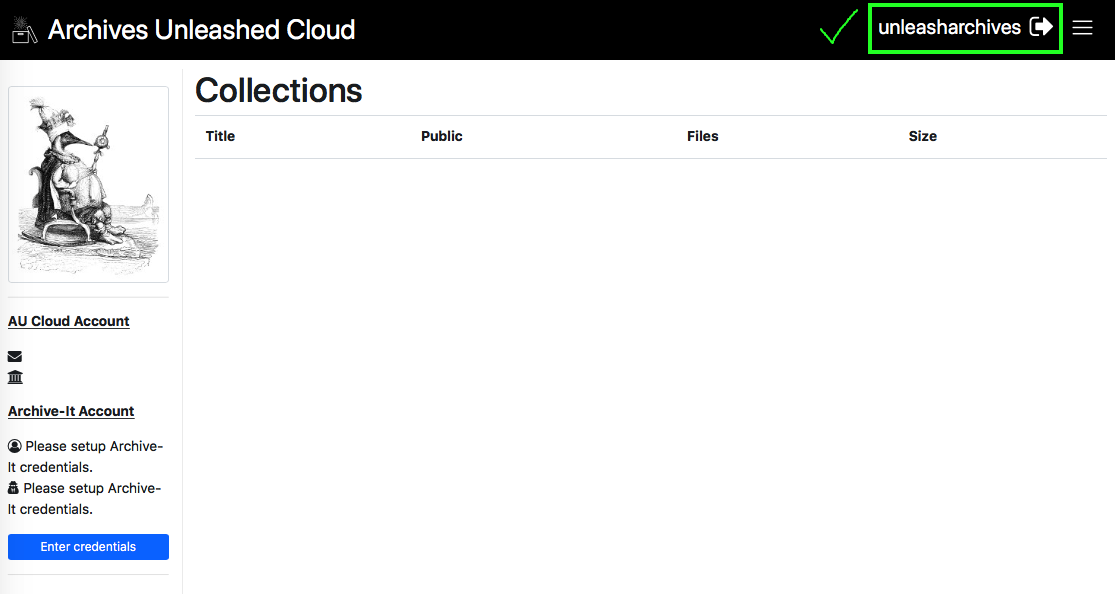 Archives Unleashed Cloud
unleasharchives
Collections
Title Public Files Size
AU Cloud Account
Archive-It Account
Please setup Archive-
It credentials.
Please setup Archive-
It credentials.
Enter credentials